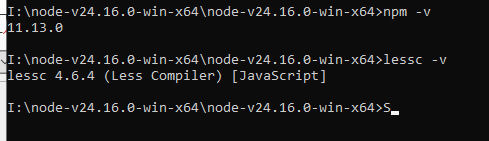 I:\node-v24.16.0-win-x64\node-v24.16.0-win-x64>npm -v
11.13.0
I:\node-v24.16.0-win-x64\node-v24.16.0-win-x64>lessc -v
lessc 4.6.4 (Less Compiler) [JavaScript]
I:\node-v24.16.0-win-x64\node-v24.16.0-win-x64>S_